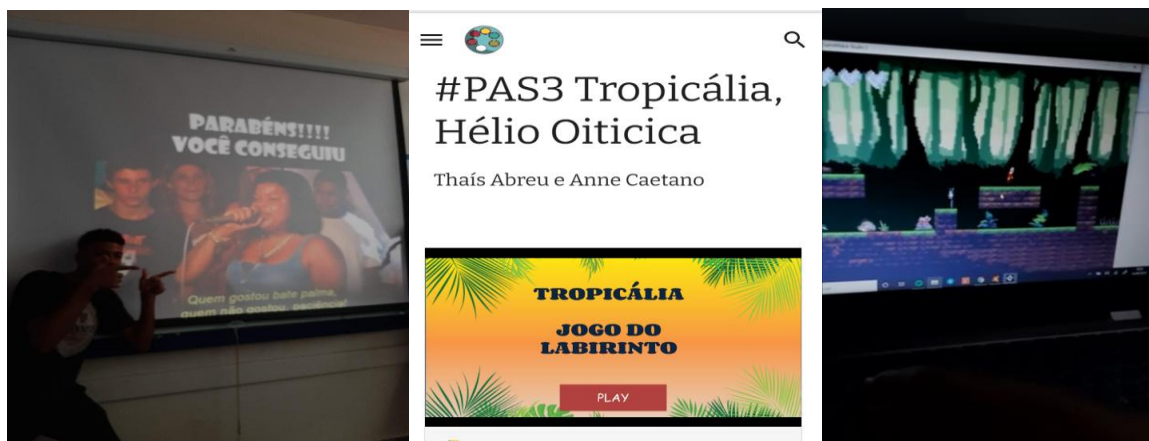 PARABÉNS!!!!
VOCÊ CONSEGUIU
Quem gostou bate palma,
quem não gostou, paciência!
#PAS3 Tropicália,
Hélio Oiticica
Thaís Abreu e Anne Caetano
TROPICÁLIA
JOGO DO
LABIRINTO
PLAY